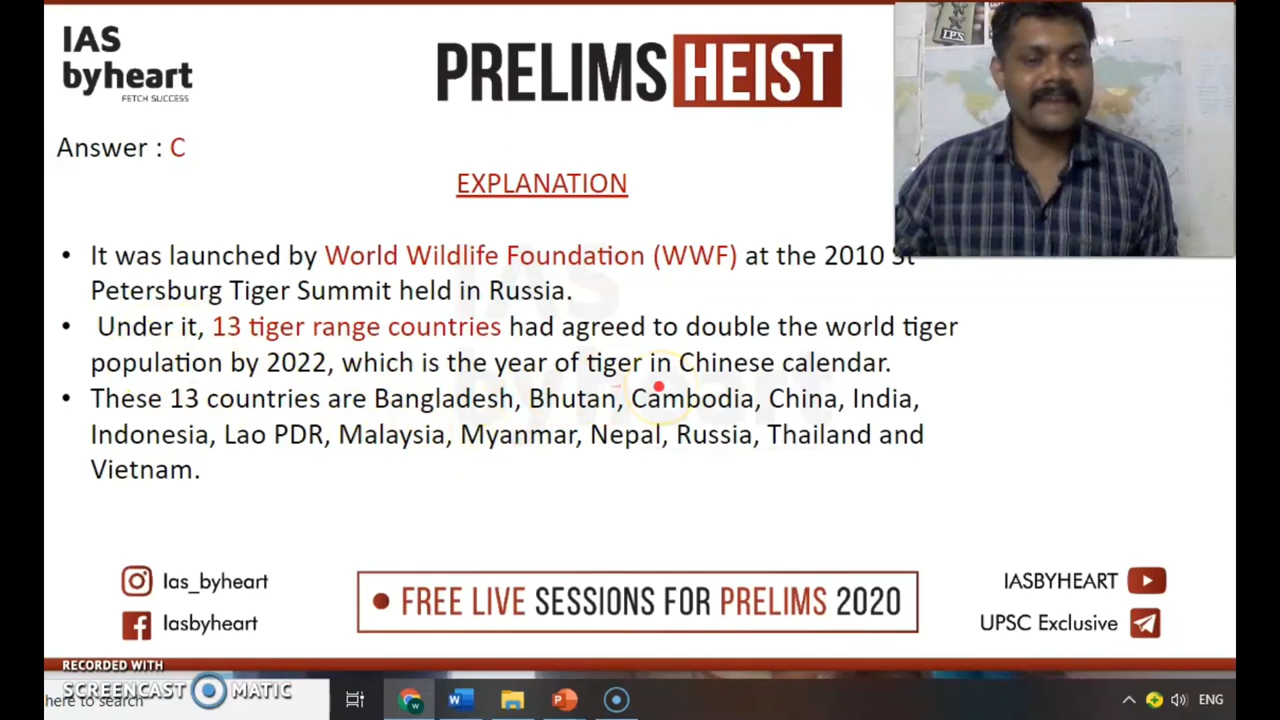 IAS
byheart
FETCH SUCCESS
PRELIMS HEIST
I.P.S.
Answer : C
EXPLANATION
• It was launched by World Wildlife Foundation (WWF) at the 2010 St
Petersburg Tiger Summit held in Russia.
• Under it, 13 tiger range countries had agreed to double the world tiger
population by 2022, which is the year of tiger in Chinese calendar.
• These 13 countries are Bangladesh, Bhutan, Cambodia, China, India,
Indonesia, Lao PDR, Malaysia, Myanmar, Nepal, Russia, Thailand and
Vietnam.
IAS
byheart
Ias_byheart
Iasbyheart
• FREE LIVE SESSIONS FOR PRELIMS 2020
IASBYHEART
UPSC Exclusive
RECORDED WITH
SCREENCAST MATIC
here to search
ENG